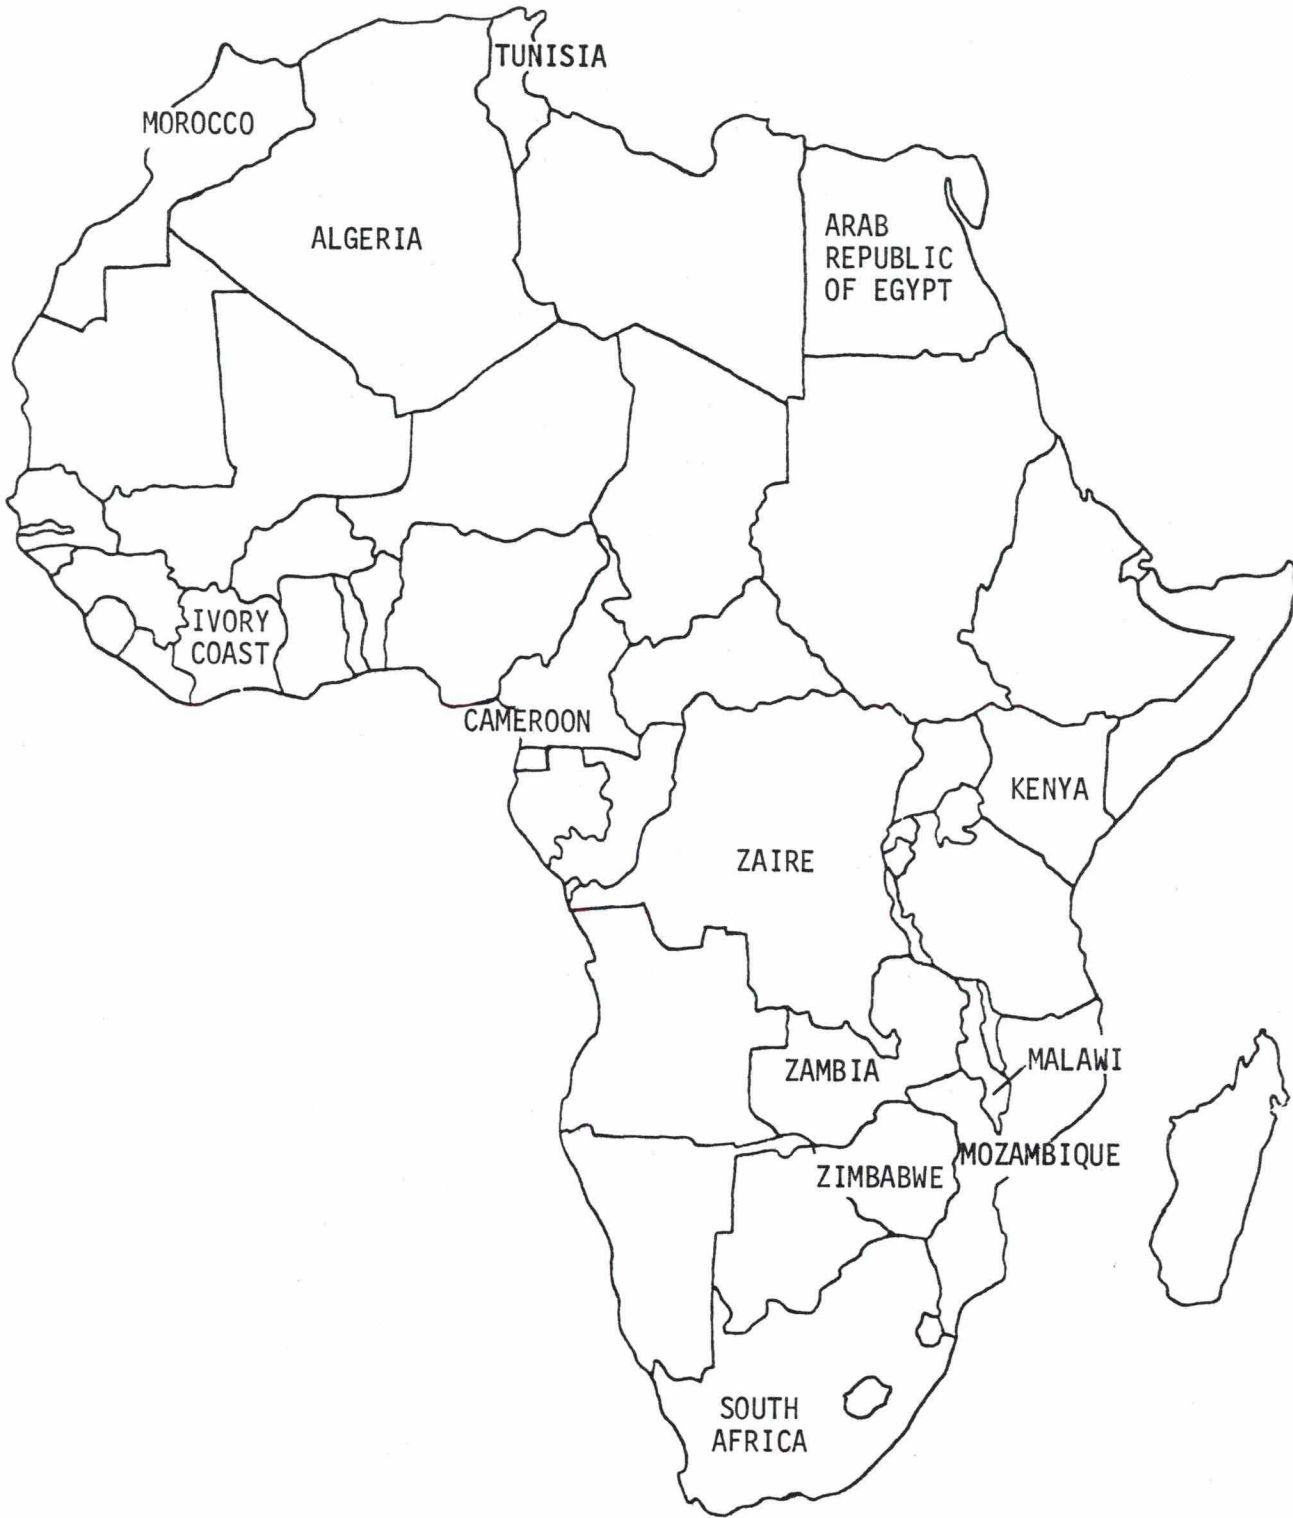 TUNISIA
MOROCCO
ALGERIA
ARAB
REPUBLIC
OF EGYPT
IVORY
COAST
CAMEROON
KENYA
ZAIRE
MALAWI
ZAMBIA
MOZAMBIQUE
ZIMBABWE
SOUTH
AFRICA